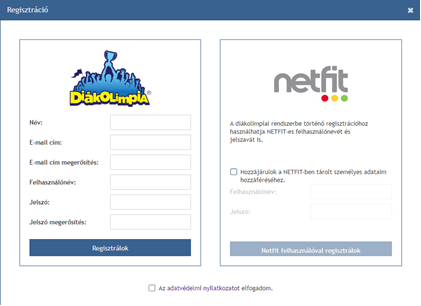 Regisztráció
DIÁKOLIMPIA®
Név:
E-mail cím:
E-mail cím megerősítés:
Felhasználónév:
Jelszó:
Jelszó megerősítés:
Regisztrálok
netfit
A diákolimpiai rendszerbe történő regisztrációhoz
használhatja NETFIT-es felhasználónevét és
jelszavát is.
Hozzájárulok a NETFIT-ben tárolt személyes adataim
hozzáféréséhez.
Felhasználónév:
Jelszó:
Netfit felhasználóval regisztrálok
Az adatvédelmi nyilatkozatot elfogadom.